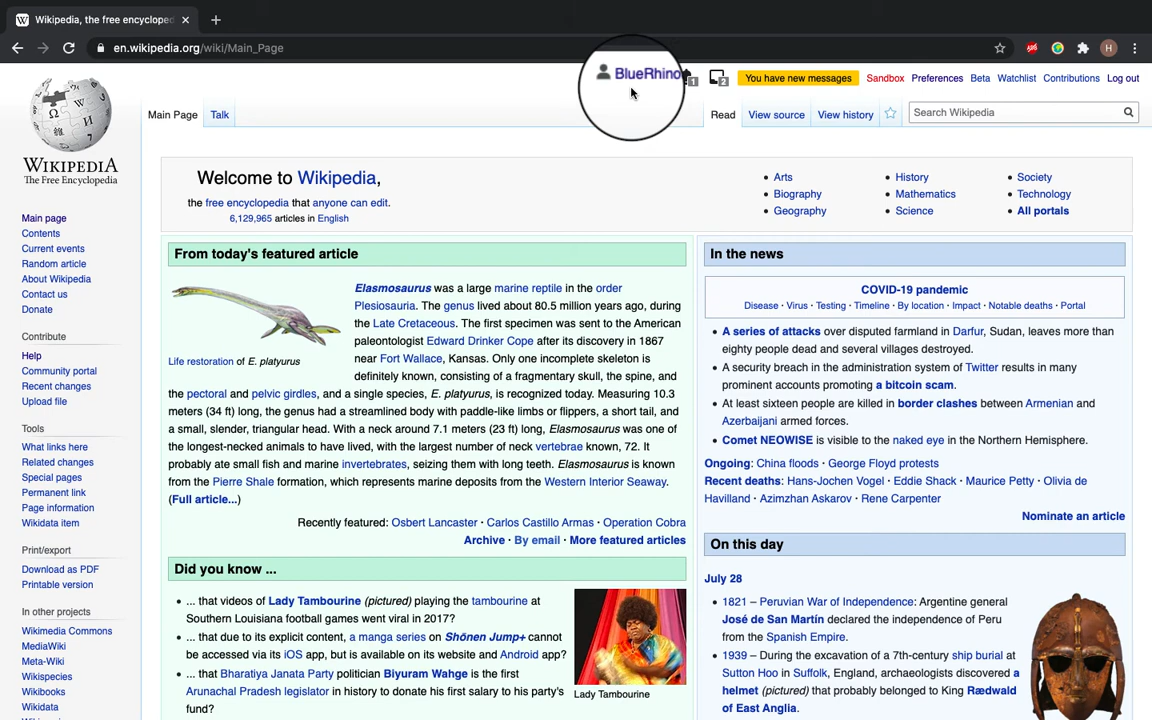 Wikipedia, the free encycloped
en.wikipedia.org/wiki/Main_Page
H
BlueRhino
1
2
You have new messages
Sandbox
Preferences
Beta
Watchlist
Contributions
Log out
Main Page
Talk
Read
View source
View history
Search Wikipedia
WIKIPEDIA
The Free Encyclopedia
Main page
Contents
Current events
Random article
About Wikipedia
Contact us
Donate
Contribute
Help
Community portal
Recent changes
Upload file
Tools
What links here
Related changes
Special pages
Permanent link
Page information
Wikidata item
Print/export
Download as PDF
Printable version
In other projects
Wikimedia Commons
MediaWiki
Meta-Wiki
Wikispecies
Wikibooks
Wikidata
Welcome to Wikipedia,
the free encyclopedia that anyone can edit.
6,129,965 articles in English
• Arts
• Biography
• Geography
• History
• Mathematics
• Science
• Society
• Technology
• All portals
From today's featured article
Elasmosaurus was a large marine reptile in the order
Plesiosauria. The genus lived about 80.5 million years ago, during
the Late Cretaceous. The first specimen was sent to the American
paleontologist Edward Drinker Cope after its discovery in 1867
near Fort Wallace, Kansas. Only one incomplete skeleton is
definitely known, consisting of a fragmentary skull, the spine, and
the pectoral and pelvic girdles, and a single species, E. platyurus, is recognized today. Measuring 10.3
meters (34 ft) long, the genus had a streamlined body with paddle-like limbs or flippers, a short tail, and
a small, slender, triangular head. With a neck around 7.1 meters (23 ft) long, Elasmosaurus was one of
the longest-necked animals to have lived, with the largest number of neck vertebrae known, 72. It
probably ate small fish and marine invertebrates, seizing them with long teeth. Elasmosaurus is known
from the Pierre Shale formation, which represents marine deposits from the Western Interior Seaway.
(Full article...)
Life restoration of E. platyurus
Recently featured: Osbert Lancaster · Carlos Castillo Armas · Operation Cobra
Archive · By email · More featured articles
Did you know ...
• ... that videos of Lady Tambourine (pictured) playing the tambourine at
Southern Louisiana football games went viral in 2017?
• ... that due to its explicit content, a manga series on Shōnen Jump+ cannot
be accessed via its iOS app, but is available on its website and Android app?
• ... that Bharatiya Janata Party politician Biyuram Wahge is the first
Arunachal Pradesh legislator in history to donate his first salary to his party's
fund?
Lady Tambourine
In the news
COVID-19 pandemic
Disease · Virus · Testing · Timeline · By location · Impact · Notable deaths · Portal
• A series of attacks over disputed farmland in Darfur, Sudan, leaves more than
eighty people dead and several villages destroyed.
• A security breach in the administration system of Twitter results in many
prominent accounts promoting a bitcoin scam.
• At least sixteen people are killed in border clashes between Armenian and
Azerbaijani armed forces.
• Comet NEOWISE is visible to the naked eye in the Northern Hemisphere.
Ongoing: China floods · George Floyd protests
Recent deaths: Hans-Jochen Vogel · Eddie Shack · Maurice Petty · Olivia de
Havilland · Azimzhan Askarov · Rene Carpenter
Nominate an article
On this day
July 28
• 1821 – Peruvian War of Independence: Argentine general
José de San Martín declared the independence of Peru
from the Spanish Empire.
• 1939 – During the excavation of a 7th-century ship burial at
Sutton Hoo in Suffolk, England, archaeologists discovered a
helmet (pictured) that probably belonged to King Rædwald
of East Anglia.